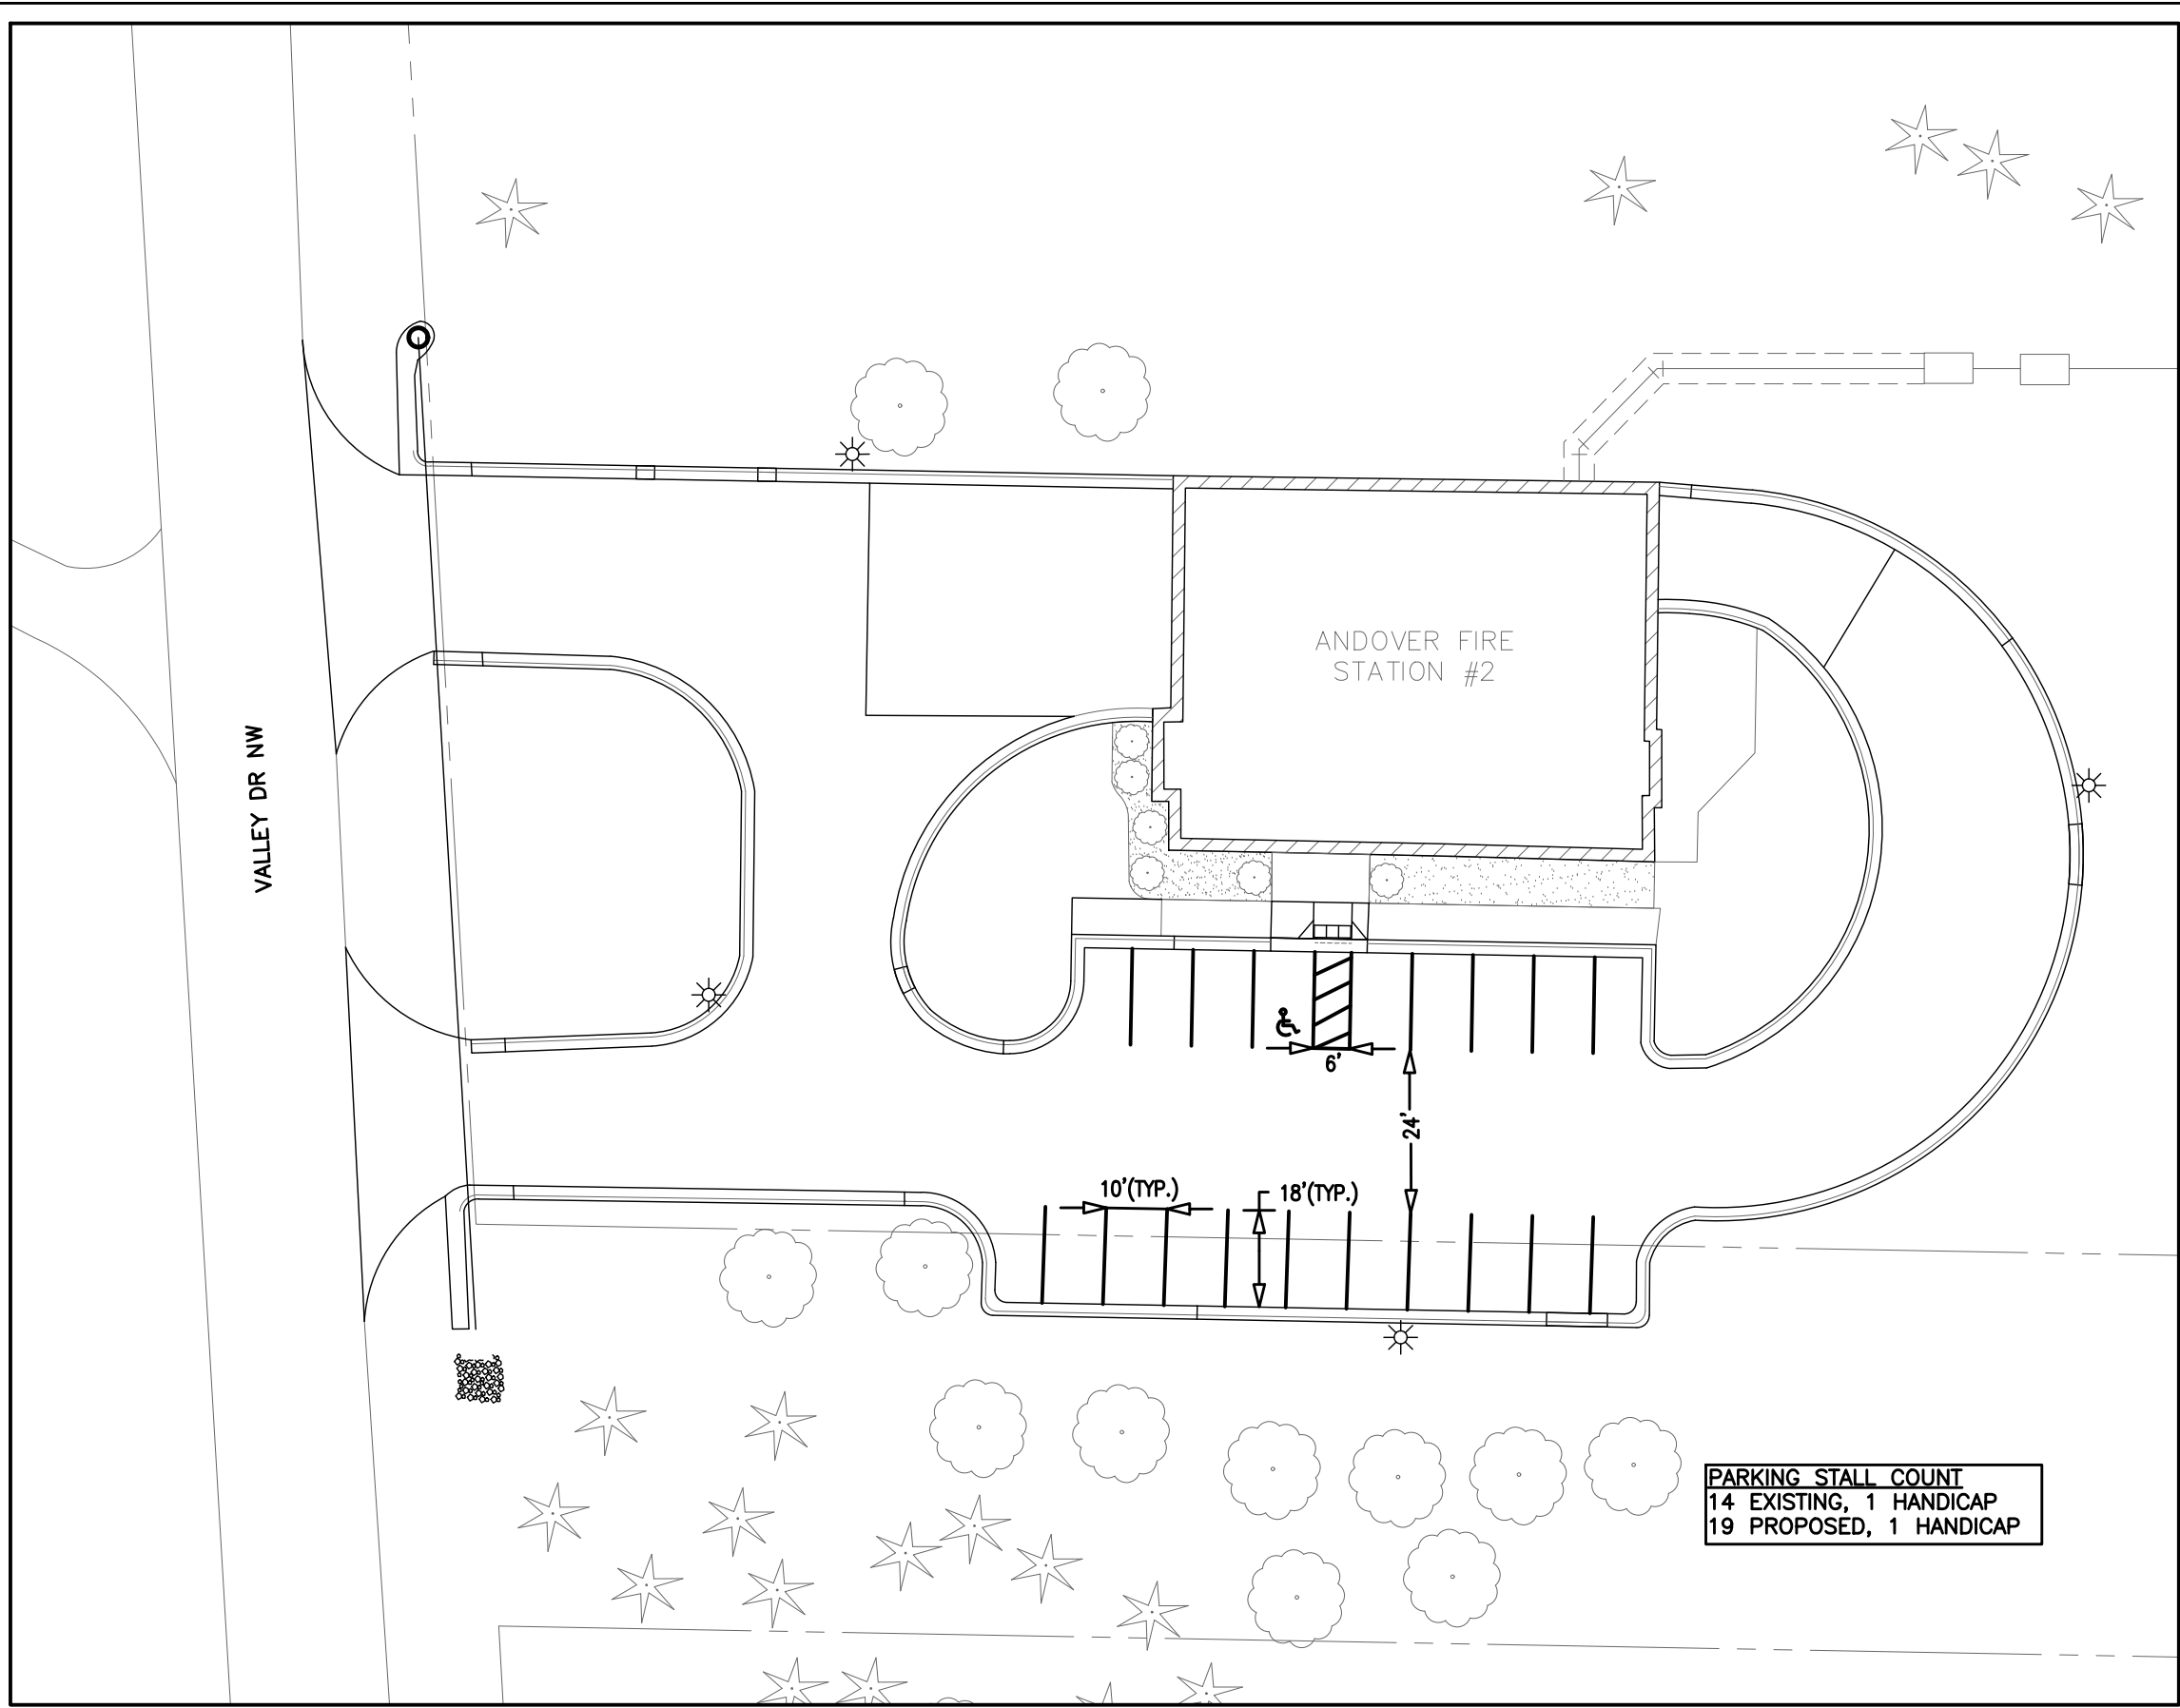 ANDOVER FIRE
STATION #2
VALLEY DR NW
6'
24'
10'(TYP.)
18'(TYP.)
PARKING STALL COUNT
14 EXISTING, 1 HANDICAP
19 PROPOSED, 1 HANDICAP